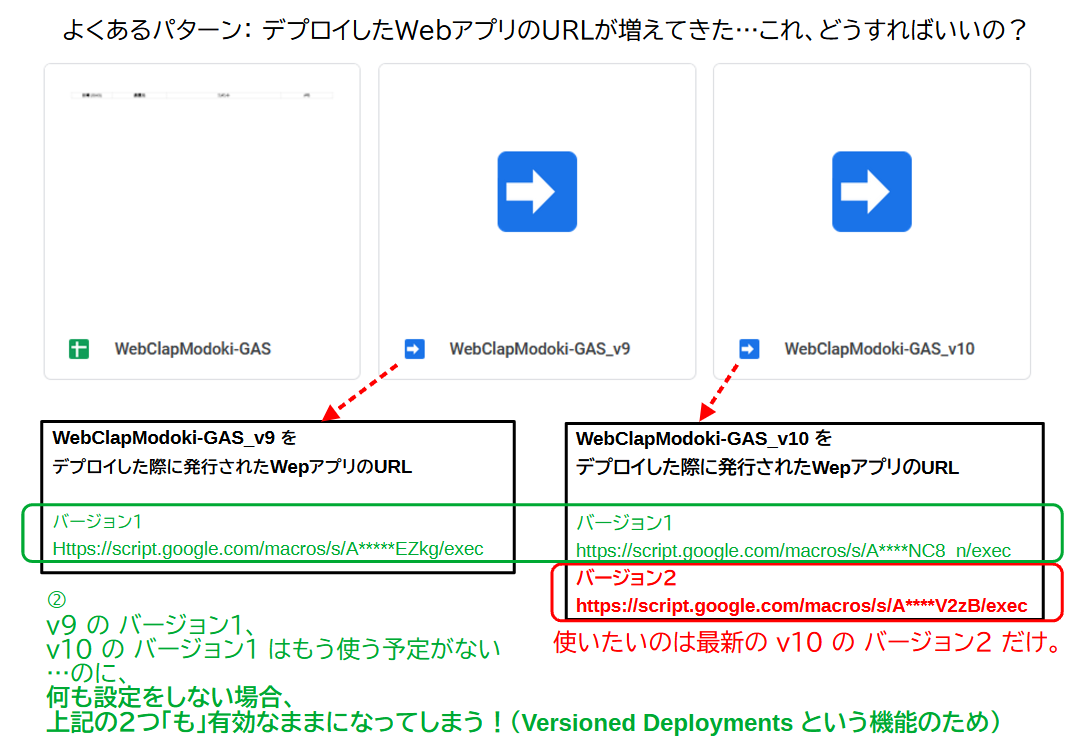 よくあるパターン： デプロイしたWebアプリのURLが増えてきた…これ、どうすればいいの？
WebClapModoki-GAS
WebClapModoki-GAS_v9
WebClapModoki-GAS_v10
WebClapModoki-GAS_v9 を
デプロイした際に発行されたWepアプリのURL
バージョン1
Https://script.google.com/macros/s/A*****EZkg/exec
WebClapModoki-GAS_v10 を
デプロイした際に発行されたWepアプリのURL
バージョン1
https://script.google.com/macros/s/A****NC8_n/exec
バージョン2
https://script.google.com/macros/s/A****V2zB/exec
使いたいのは最新の v10 の バージョン2 だけ。
②
v9 の バージョン1、
v10 の バージョン1 はもう使う予定がない
…のに、
何も設定をしない場合、
上記の2つ「も」有効なままになってしまう！（Versioned Deployments という機能のため）